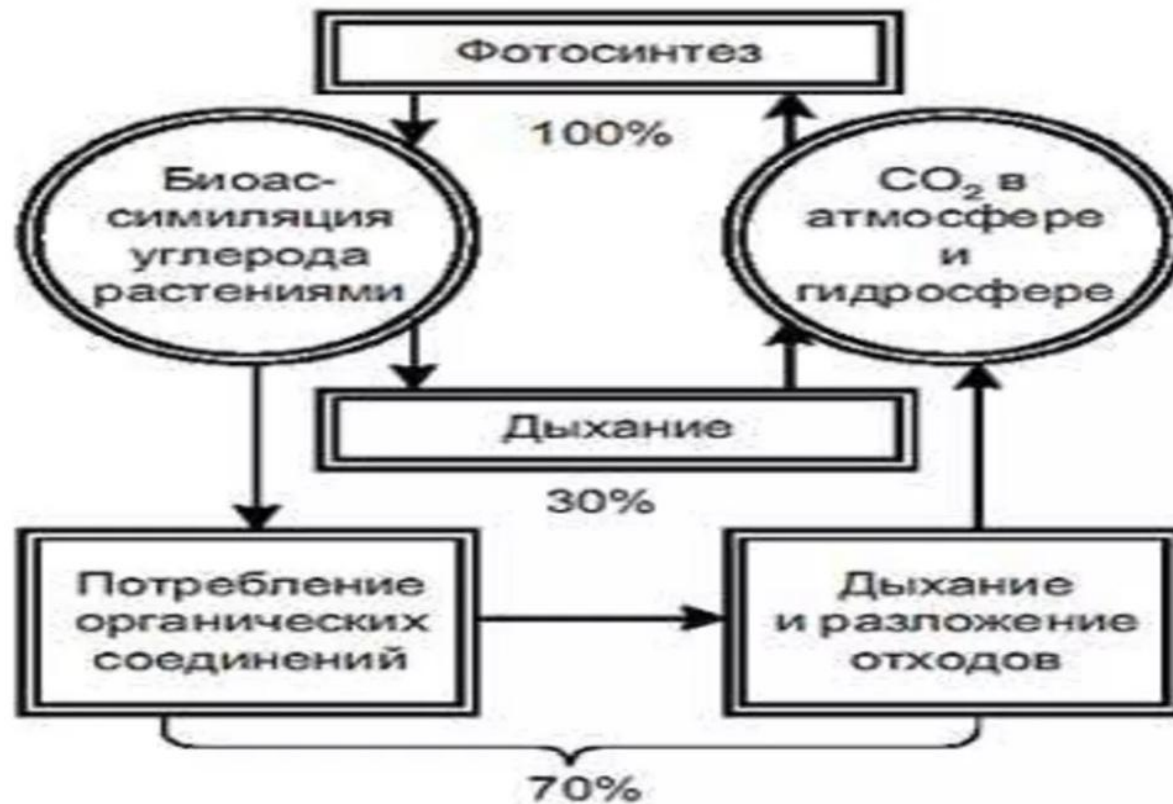 Фотосинтез
100%
Биоас-
симиляция
углерода
растениями
CO₂ в
атмосфере
и
гидросфере
Дыхание
30%
Потребление
органических
соединений
Дыхание
и разложение
отходов
70%